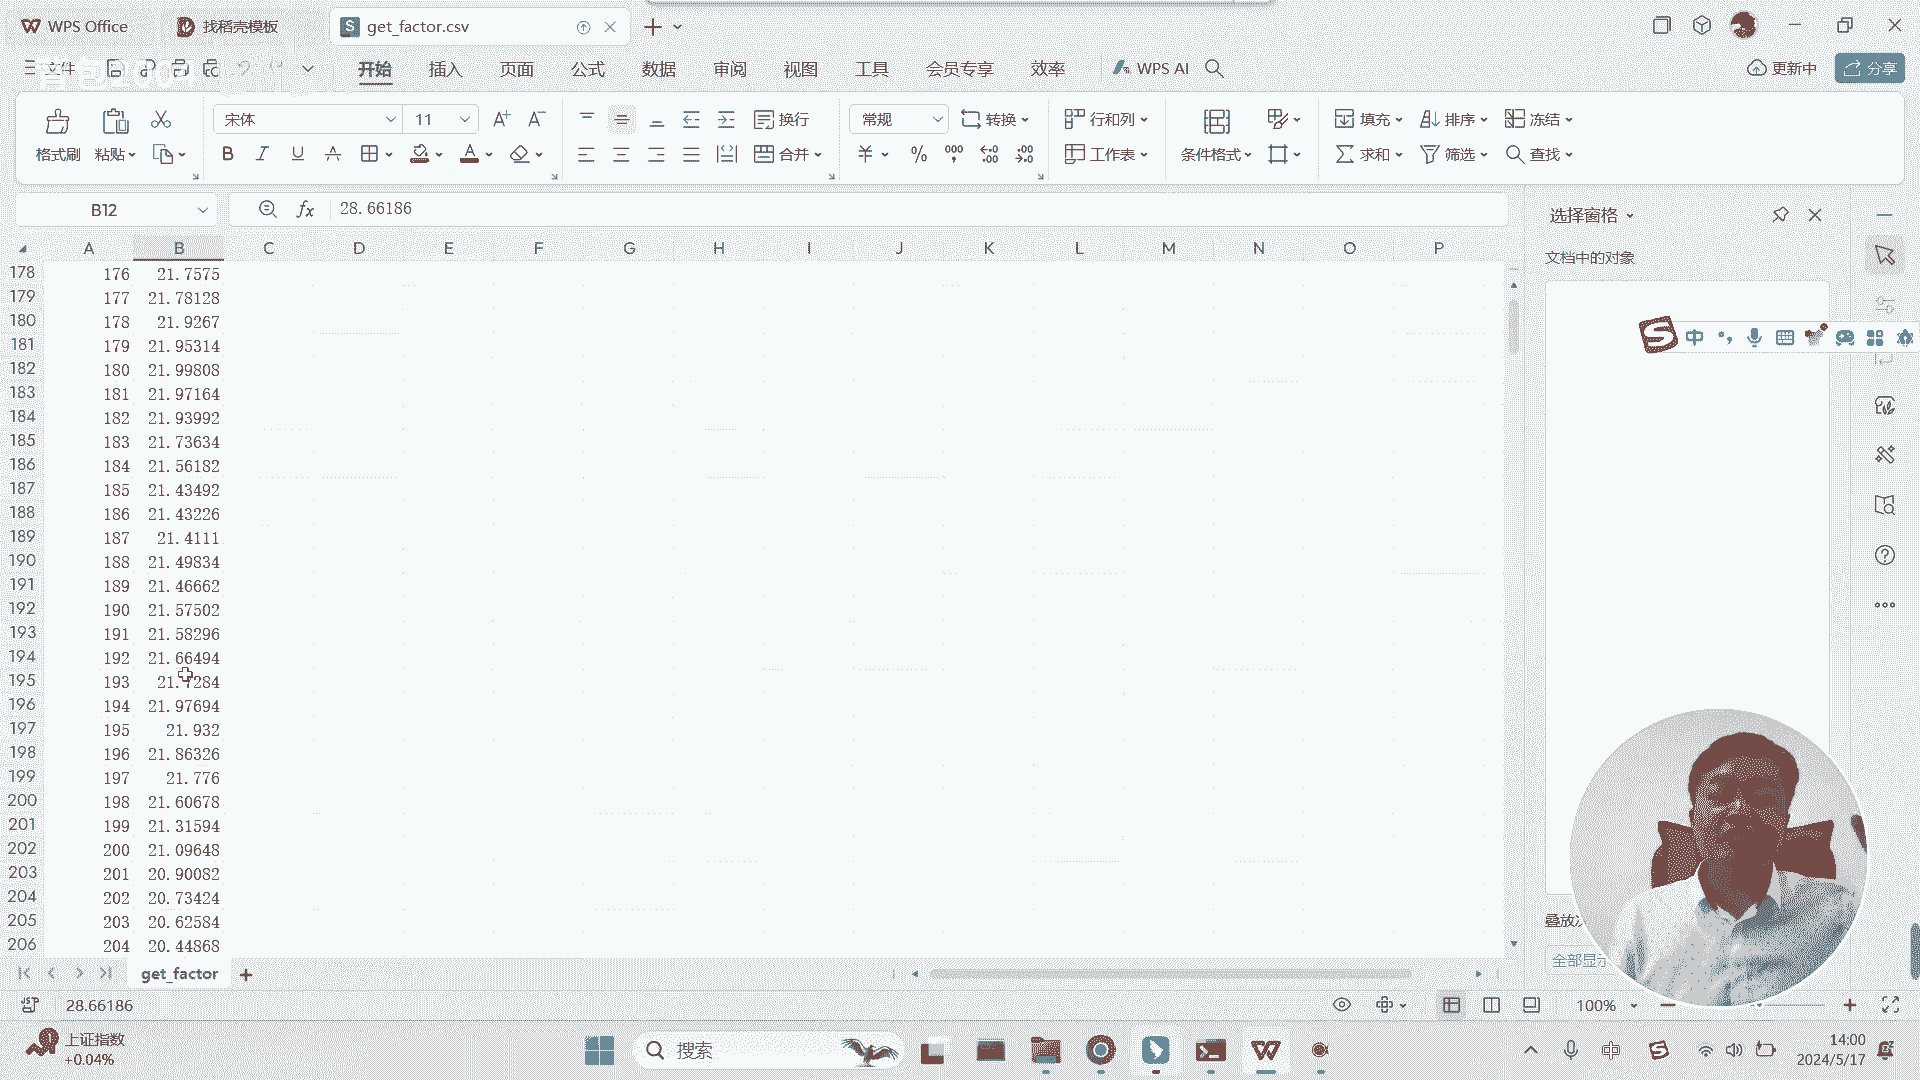 WPS Office 找稻壳模板 get_factor.csv
文件 开始 插入 页面 公式 数据 审阅 视图 工具 会员专享 效率 WPS AI 更新中 分享
宋体 11 换行 常规 转换 行和列 填充 排序 冻结
格式刷 粘贴 合并 工作表 条件格式 求和 筛选 查找
B12 fx 28.66186
选择窗格
文档中的对象
A B C D E F G H I J K L M N O P
178 176 21.7575
179 177 21.78128
180 178 21.9267
181 179 21.95314
182 180 21.99808
183 181 21.97164
184 182 21.93992
185 183 21.73634
186 184 21.56182
187 185 21.43492
188 186 21.43226
189 187 21.4111
190 188 21.49834
191 189 21.46662
192 190 21.57502
193 191 21.58296
194 192 21.66494
195 193 21.7284
196 194 21.97694
197 195 21.932
198 196 21.86326
199 197 21.776
200 198 21.60678
201 199 21.31594
202 200 21.09648
203 201 20.90082
204 202 20.73424
205 203 20.62584
206 204 20.44868
中
叠放
全部显示
get_factor
28.66186 100%
上证指数
+0.04%
搜索
中
14:00
2024/5/17